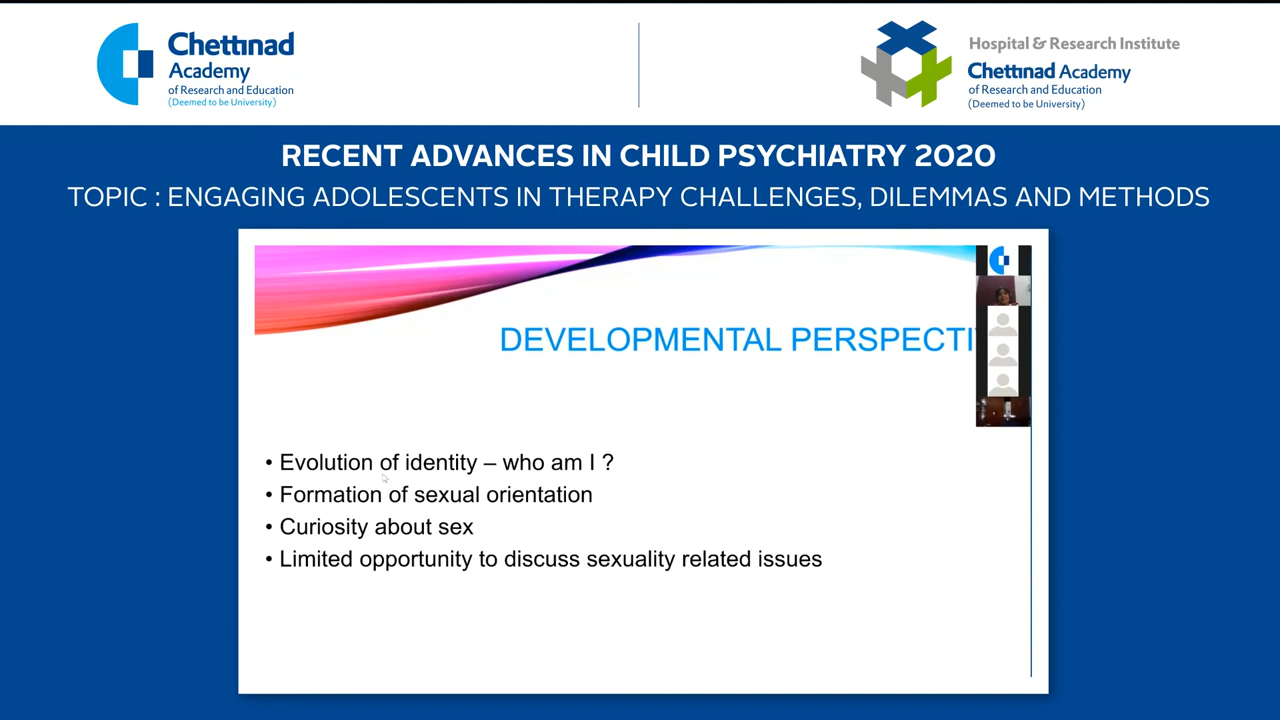 Chettinad
Academy
of Research and Education
(Deemed to be University)
Hospital & Research Institute
Chettinad Academy
of Research and Education
(Deemed to be University)
RECENT ADVANCES IN CHILD PSYCHIATRY 2020
TOPIC : ENGAGING ADOLESCENTS IN THERAPY CHALLENGES, DILEMMAS AND METHODS
DEVELOPMENTAL PERSPECTI
• Evolution of identity – who am I ?
• Formation of sexual orientation
• Curiosity about sex
• Limited opportunity to discuss sexuality related issues